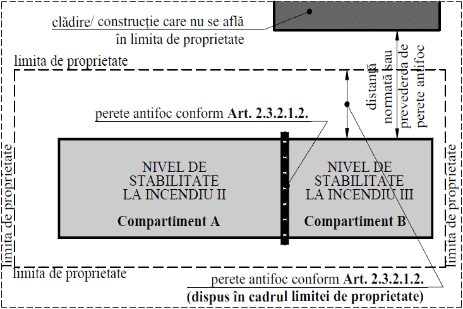 clădire/ construcție care nu se află
în limita de proprietate
limita de proprietate
distanță
normată sau
prevederea de
perete antifoc
perete antifoc conform Art. 2.3.2.1.2.
limita de proprietate
NIVEL DE
STABILITATE
LA INCENDIU II
Compartiment A
NIVEL DE
STABILITATE
LA INCENDIU III
Compartiment B
limita de proprietate
limita de proprietate
perete antifoc conform Art. 2.3.2.1.2.
(dispus în cadrul limitei de proprietate)